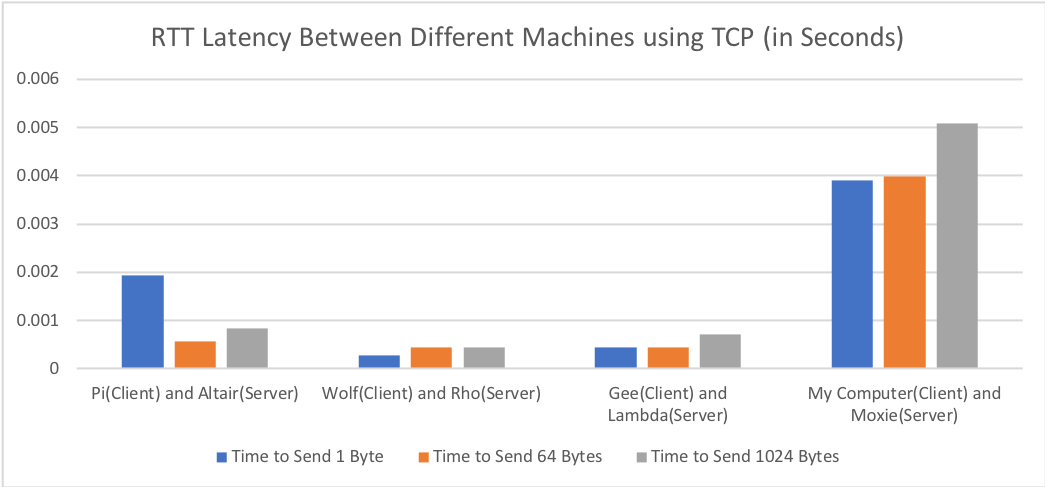 RTT Latency Between Different Machines using TCP (in Seconds)
0.006
0.005
0.004
0.003
0.002
0.001
0
Pi(Client) and Altair(Server)
Wolf(Client) and Rho(Server)
Gee(Client) and
Lambda(Server)
My Computer(Client) and
Moxie(Server)
Time to Send 1 Byte
Time to Send 64 Bytes
Time to Send 1024 Bytes